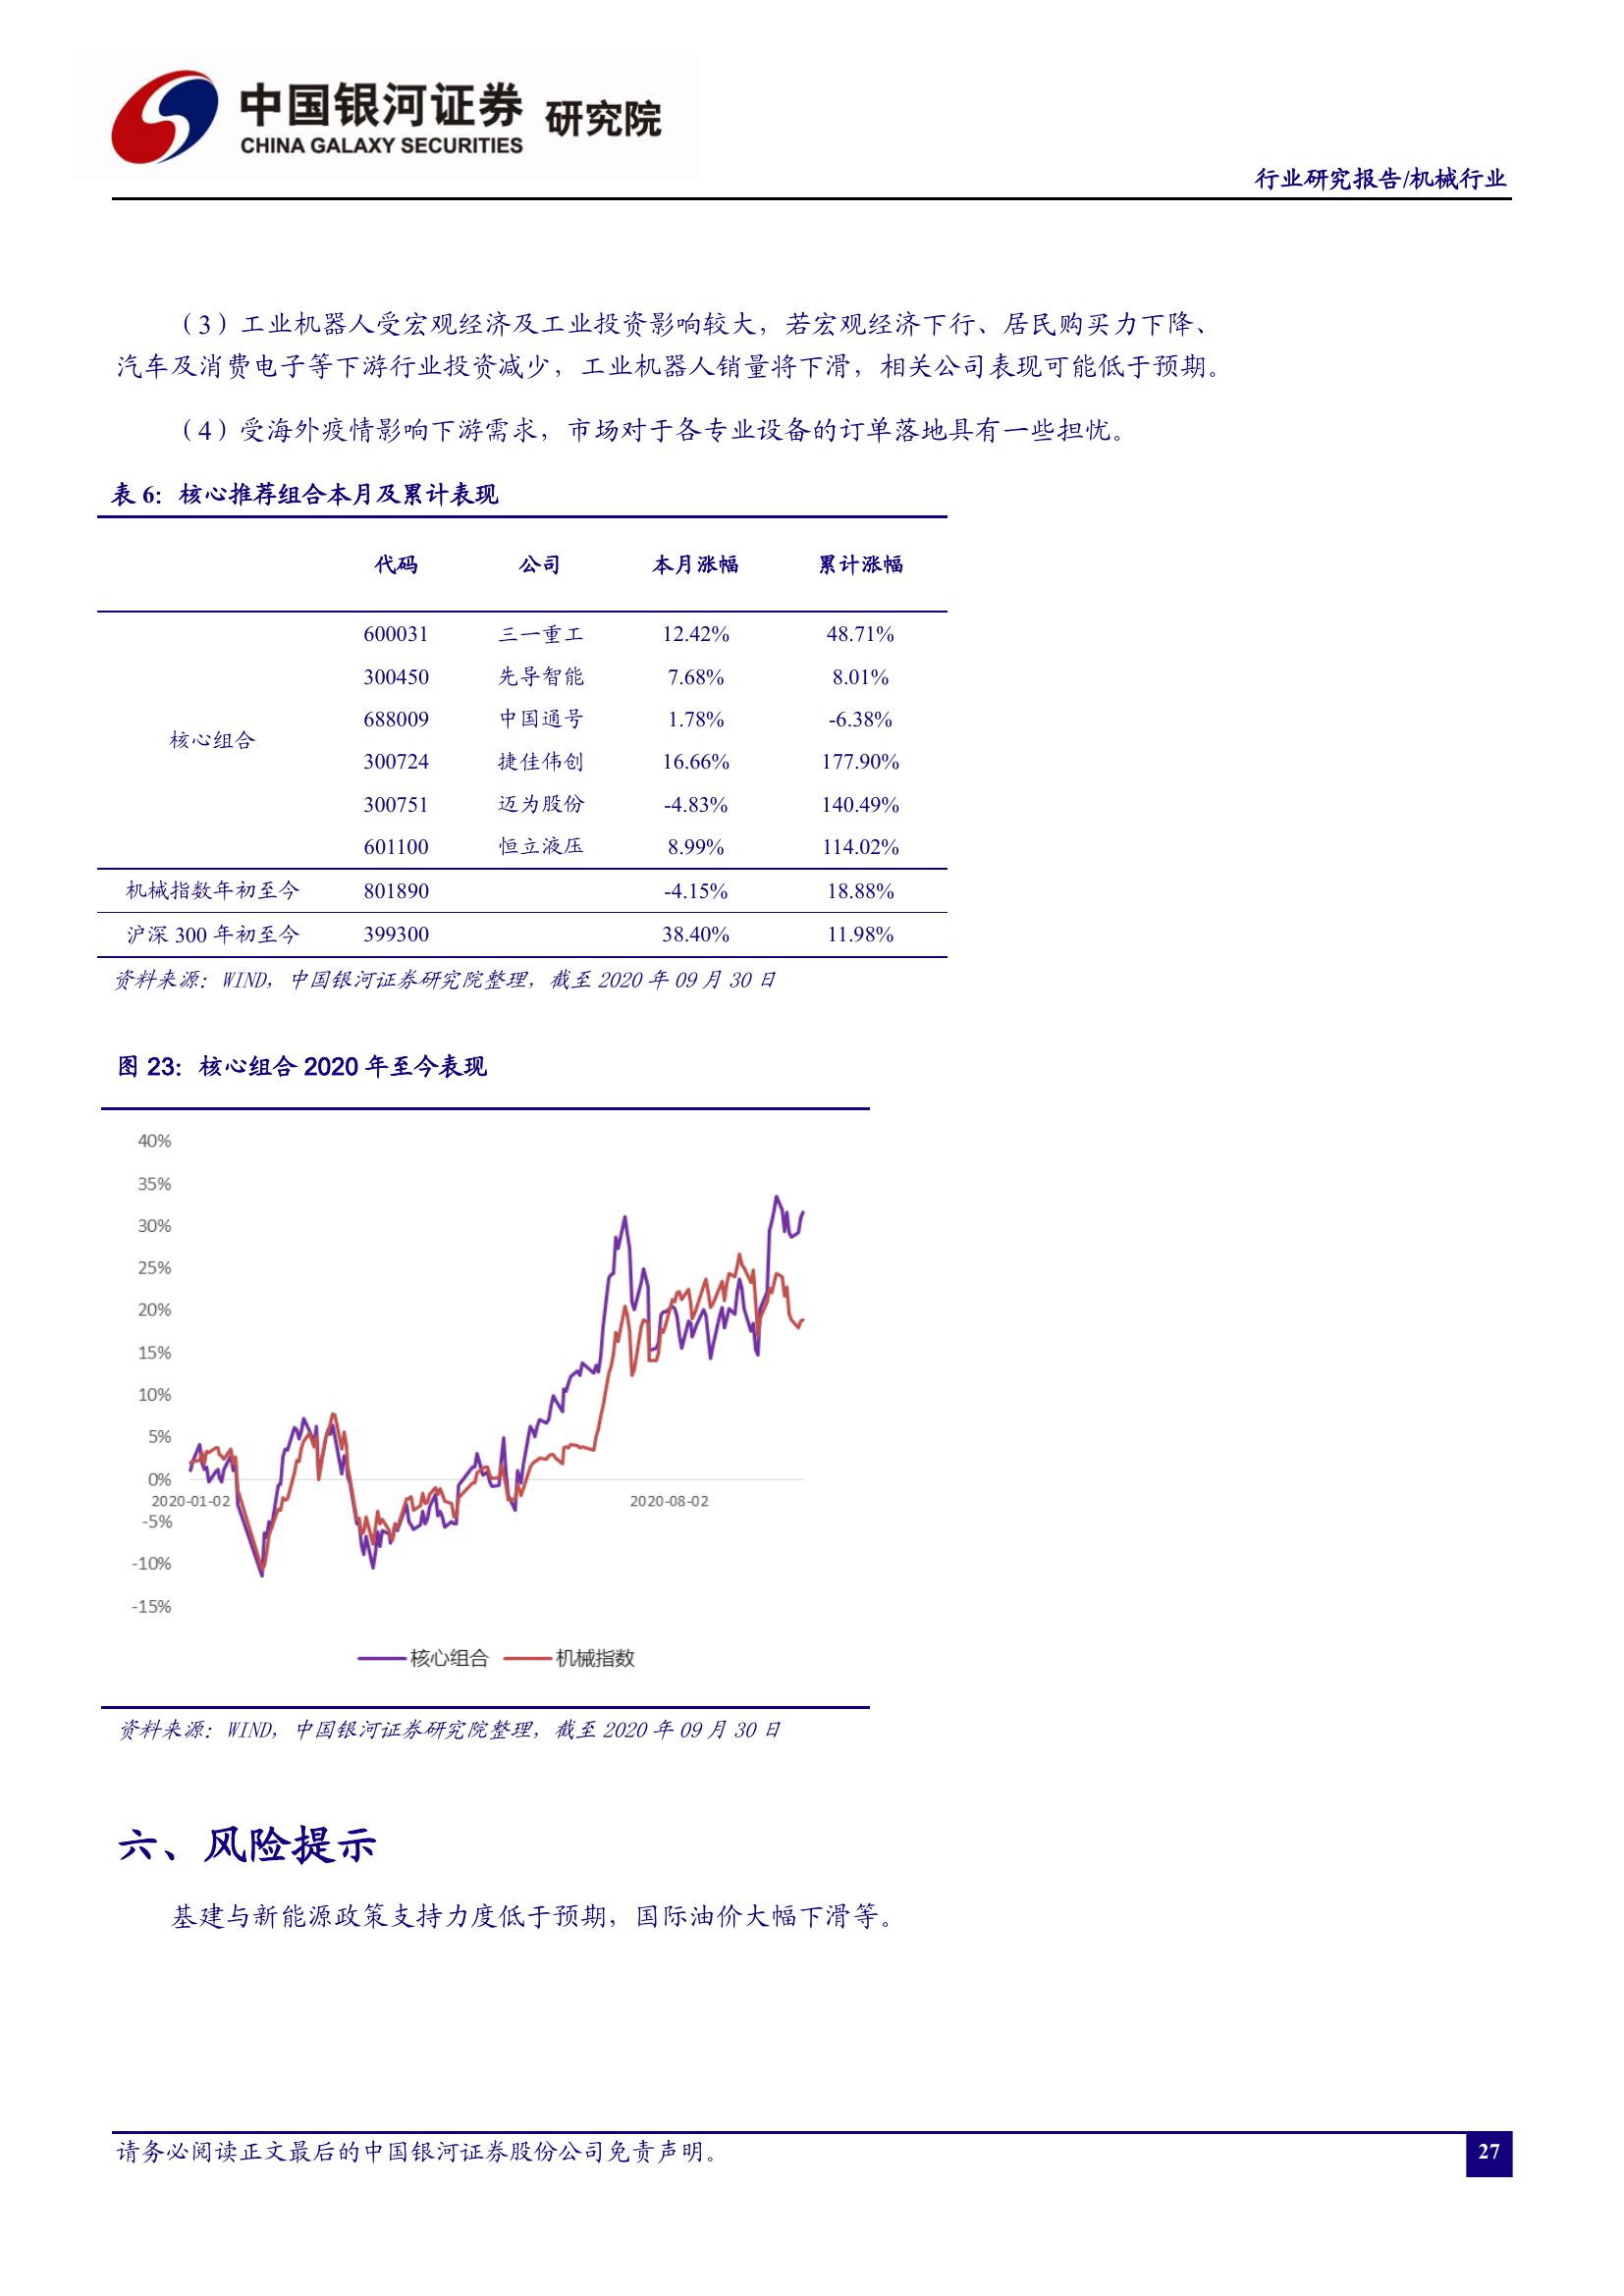 中国银河证券 研究院
CHINA GALAXY SECURITIES
行业研究报告/机械行业
（3）工业机器人受宏观经济及工业投资影响较大，若宏观经济下行、居民购买力下降、
汽车及消费电子等下游行业投资减少，工业机器人销量将下滑，相关公司表现可能低于预期。
（4）受海外疫情影响下游需求，市场对于各专业设备的订单落地具有一些担忧。
表 6：核心推荐组合本月及累计表现
代码 公司 本月涨幅 累计涨幅
600031 三一重工 12.42% 48.71%
300450 先导智能 7.68% 8.01%
688009 中国通号 1.78% -6.38%
核心组合
300724 捷佳伟创 16.66% 177.90%
300751 迈为股份 -4.83% 140.49%
601100 恒立液压 8.99% 114.02%
机械指数年初至今 801890 -4.15% 18.88%
沪深 300 年初至今 399300 38.40% 11.98%
资料来源：WIND，中国银河证券研究院整理，截至 2020 年 09 月 30 日
图 23：核心组合 2020 年至今表现
40%
35%
30%
25%
20%
15%
10%
5%
0%
2020-01-02 2020-08-02
-5%
-10%
-15%
核心组合 机械指数
资料来源：WIND，中国银河证券研究院整理，截至 2020 年 09 月 30 日
六、风险提示
基建与新能源政策支持力度低于预期，国际油价大幅下滑等。
请务必阅读正文最后的中国银河证券股份公司免责声明。
27